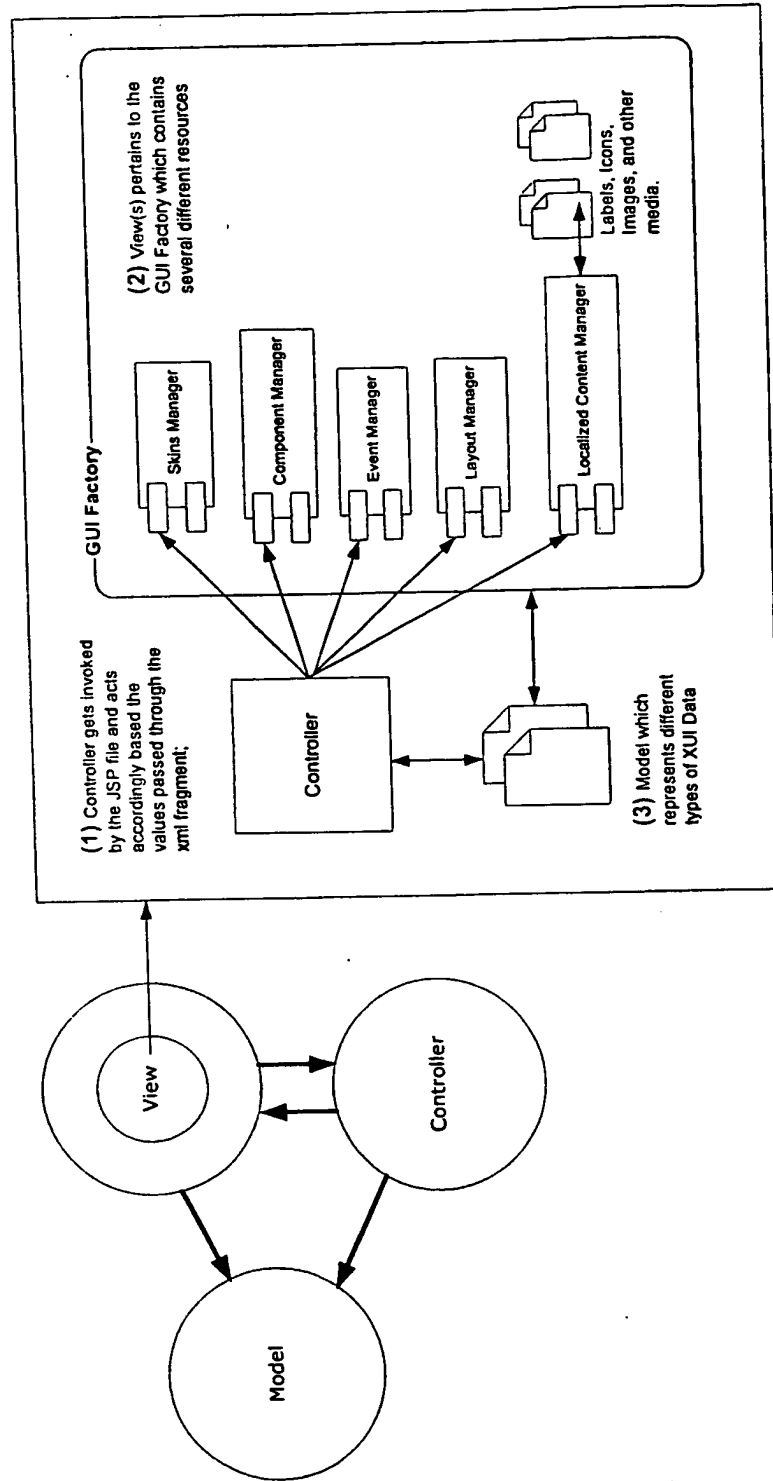 Model
View
Controller
(1) Controller gets invoked
by the JSP file and acts
accordingly based the
values passed through the
xml fragment;
Controller
(3) Model which
represents different
types of XUI Data
GUI Factory
Skins Manager
Component Manager
Event Manager
Layout Manager
Localized Content Manager
(2) View(s) pertains to the
GUI Factory which contains
several different resources
Labels, Icons,
Images, and other
media.